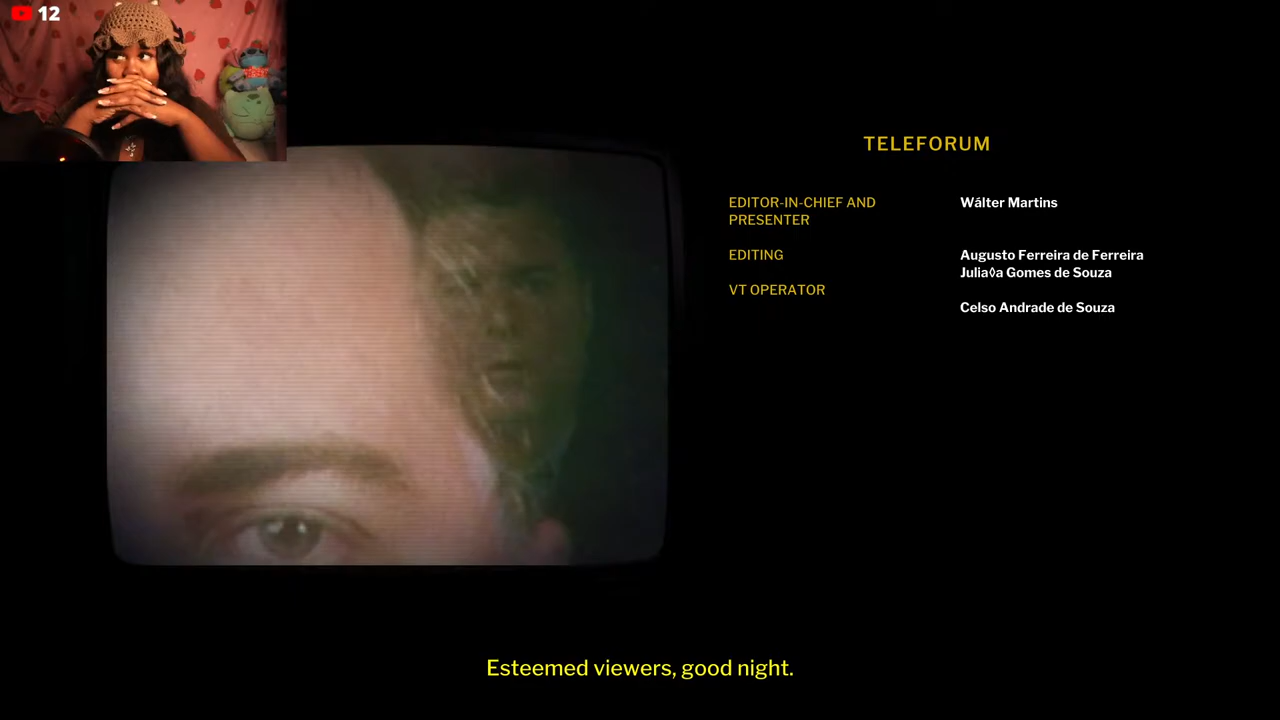 12
TELEFORUM
EDITOR-IN-CHIEF AND
PRESENTER
Wálter Martins
EDITING
Augusto Ferreira de Ferreira
Julia◊a Gomes de Souza
VT OPERATOR
Celso Andrade de Souza
Esteemed viewers, good night.